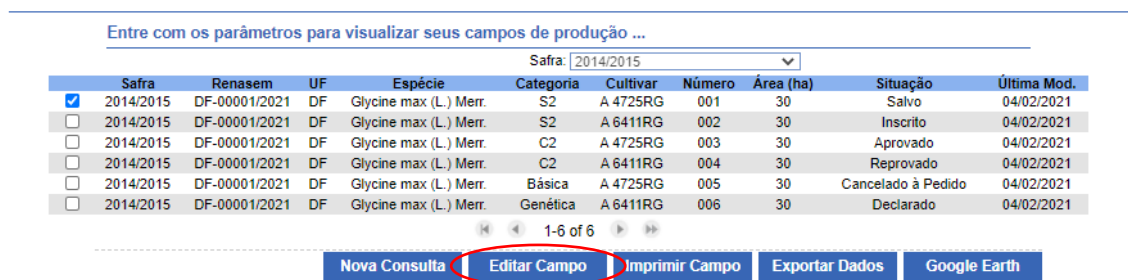 Entre com os parâmetros para visualizar seus campos de produção ...
Safra: 2014/2015
Safra Renasem UF Espécie Categoria Cultivar Número Área (ha) Situação Última Mod.
2014/2015 DF-00001/2021 DF Glycine max (L.) Merr. S2 A 4725RG 001 30 Salvo 04/02/2021
2014/2015 DF-00001/2021 DF Glycine max (L.) Merr. S2 A 6411RG 002 30 Inscrito 04/02/2021
2014/2015 DF-00001/2021 DF Glycine max (L.) Merr. C2 A 4725RG 003 30 Aprovado 04/02/2021
2014/2015 DF-00001/2021 DF Glycine max (L.) Merr. C2 A 6411RG 004 30 Reprovado 04/02/2021
2014/2015 DF-00001/2021 DF Glycine max (L.) Merr. Básica A 4725RG 005 30 Cancelado à Pedido 04/02/2021
2014/2015 DF-00001/2021 DF Glycine max (L.) Merr. Genética A 6411RG 006 30 Declarado 04/02/2021
1-6 of 6
Nova Consulta Editar Campo Imprimir Campo Exportar Dados Google Earth